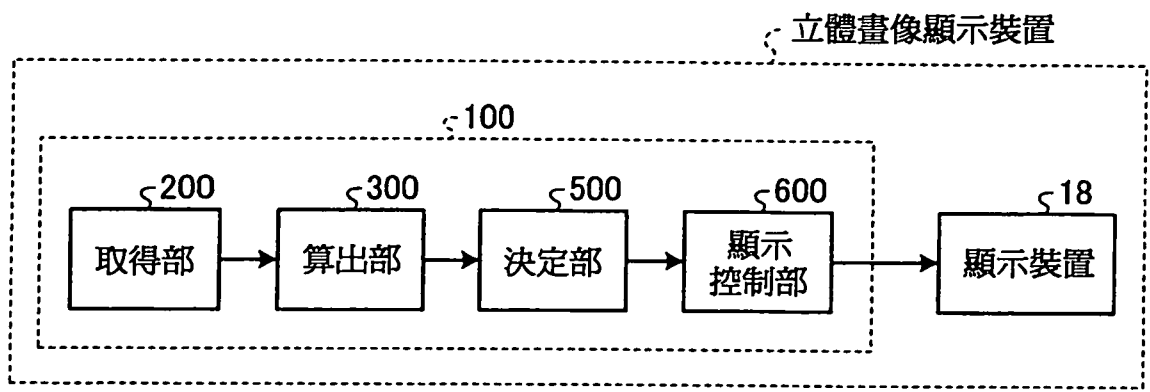 立體畫像顯示裝置
100
200
300
500
600
18
取得部
算出部
決定部
顯示
控制部
顯示裝置